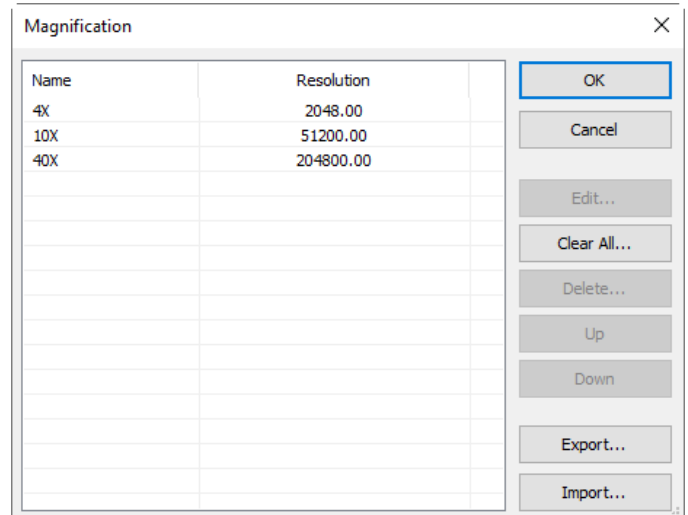 Magnification
Name Resolution
4X 2048.00
10X 51200.00
40X 204800.00
OK
Cancel
Edit...
Clear All...
Delete...
Up
Down
Export...
Import...